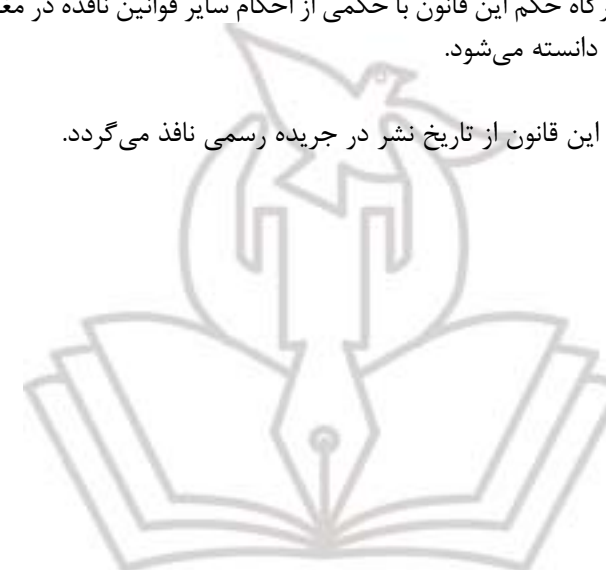 گاه حکم این قانون با حکمی از احکام سایر قوانین نافذه در
دانسته می‌شود.
این قانون از تاریخ نشر در جریده رسمی نافذ می‌گردد.